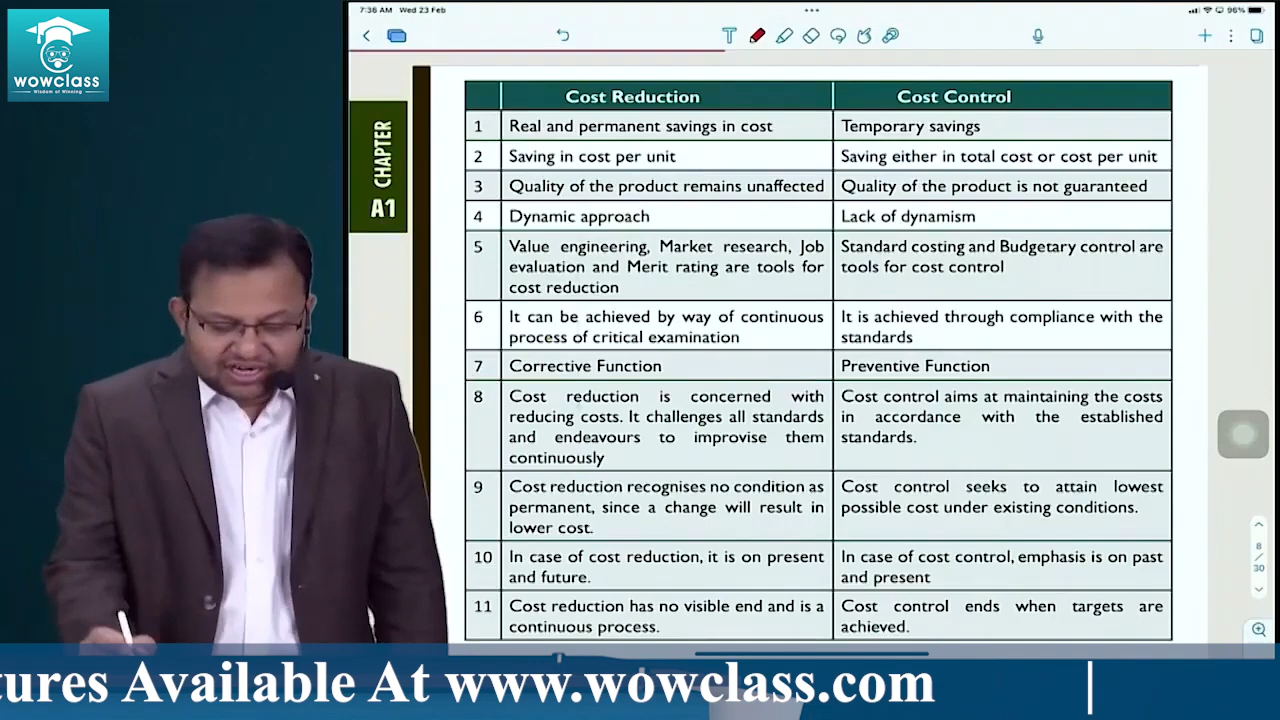 wowclass
Wisdom of Winning
7:36 AM Wed 23 Feb
96%
CHAPTER
A1
Cost Reduction Cost Control
1 Real and permanent savings in cost Temporary savings
2 Saving in cost per unit Saving either in total cost or cost per unit
3 Quality of the product remains unaffected Quality of the product is not guaranteed
4 Dynamic approach Lack of dynamism
5 Value engineering, Market research, Job Standard costing and Budgetary control are
evaluation and Merit rating are tools for tools for cost control
cost reduction
6 It can be achieved by way of continuous It is achieved through compliance with the
process of critical examination standards
7 Corrective Function Preventive Function
8 Cost reduction is concerned with Cost control aims at maintaining the costs
reducing costs. It challenges all standards in accordance with the established
and endeavours to improvise them standards.
continuously
9 Cost reduction recognises no condition as Cost control seeks to attain lowest
permanent, since a change will result in possible cost under existing conditions.
lower cost.
10 In case of cost reduction, it is on present In case of cost control, emphasis is on past
and future. and present
11 Cost reduction has no visible end and is a Cost control ends when targets are
continuous process. achieved.
8
30
tures Available At www.wowclass.com |